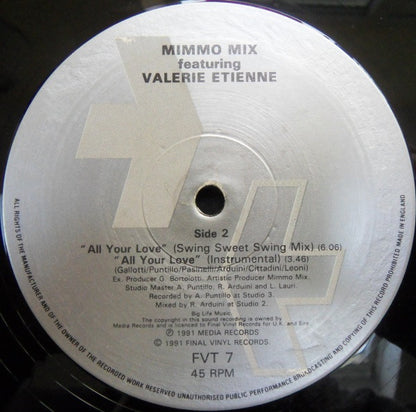 MIMMO MIX
featuring
VALERIE ETIENNE
Side 2
"All Your Love" (Swing Sweet Swing Mix) (6.06)
"All Your Love" (Instrumental) (3.46)
(Gallotti/Puntillo/Pasinelli/Arduini/Cittadini/Leoni)
Ex. Producer G. Bortolotti. Artistic Producer Mimmo Mix.
Studio Master A. Puntillo, R. Arduini and L. Lauri.
Recorded by A. Puntillo at Studio 3.
Mixed by R. Arduini at Studio 2.
Big Life Music.
The copyright in this sound recording is owned by
Media Records and is licenced to Final Vinyl Records for U.K. and Eire.
Ⓟ 1991 MEDIA RECORDS
© 1991 FINAL VINYL RECORDS.
FVT 7
45 RPM
ALL RIGHTS OF THE MANUFACTURER AND OF THE OWNER OF THE RECORDED WORK RESERVED UNAUTHORISED PUBLIC PERFORMANCE BROADCASTING AND COPYING OF THIS RECORD PROHIBITED MADE IN ENGLAND